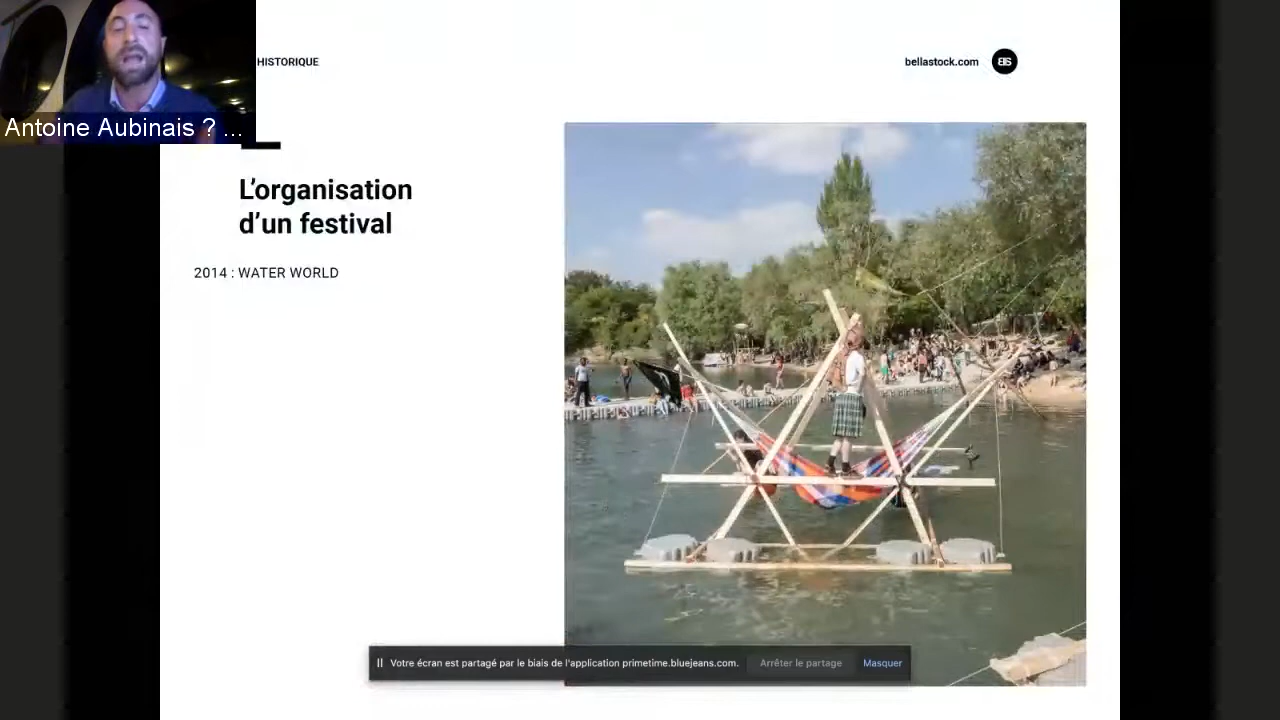 HISTORIQUE
bellastock.com
Antoine Aubinais ? ...
L’organisation
d’un festival
2014 : WATER WORLD
Votre écran est partagé par le biais de l'application primetime.bluejeans.com.
Arrêter le partage
Masquer